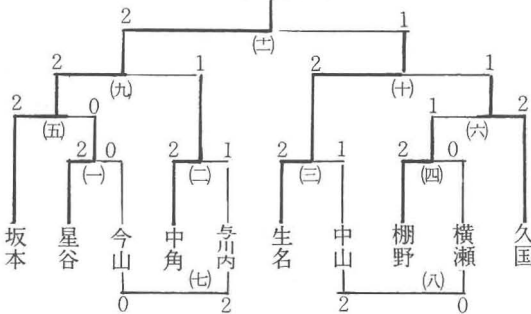 2 1
(十一)
2 1 2 1
(九) (十)
2 0 1 2
(五) (六)
2 0 2 1 2 1 2 0
(一) (二) (三) (四)
坂本 星谷 今山 中角 与川内 生名 中山 棚野 横瀬 久国
(七) (八)
0 2 2 0